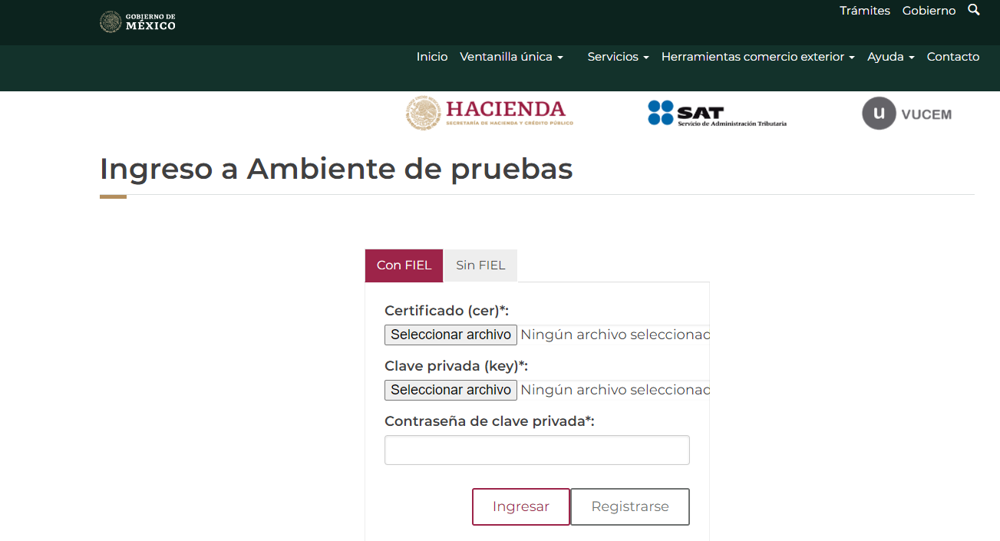 Trámites Gobierno
GOBIERNO DE
MÉXICO
Inicio Ventanilla única Servicios Herramientas comercio exterior Ayuda Contacto
HACIENDA
SECRETARÍA DE HACIENDA Y CRÉDITO PÚBLICO
SAT
Servicio de Administración Tributaria
u VUCEM
Ingreso a Ambiente de pruebas
Con FIEL Sin FIEL
Certificado (cer)*:
Seleccionar archivo Ningún archivo seleccionad
Clave privada (key)*:
Seleccionar archivo Ningún archivo seleccionad
Contraseña de clave privada*:
Ingresar Registrarse